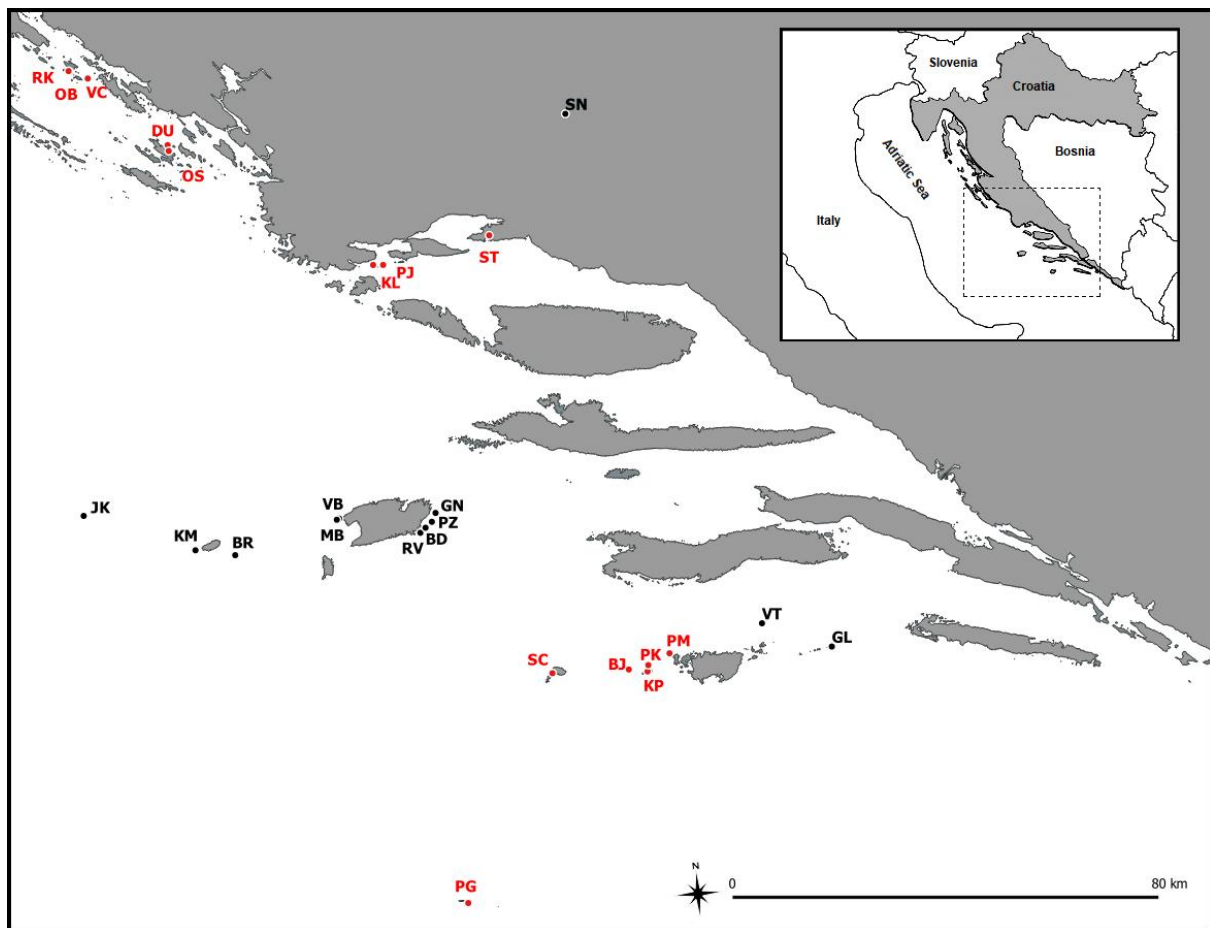 Slovenia
Croatia
Bosnia
Adriatic Sea
Italy
RK
OB
VC
SN
DU
OS
ST
PJ
KL
JK
VB
GN
MB
PZ
KM
BR
RV
BD
VT
GL
PM
PK
SC
BJ
KP
PG
N
0
80 km